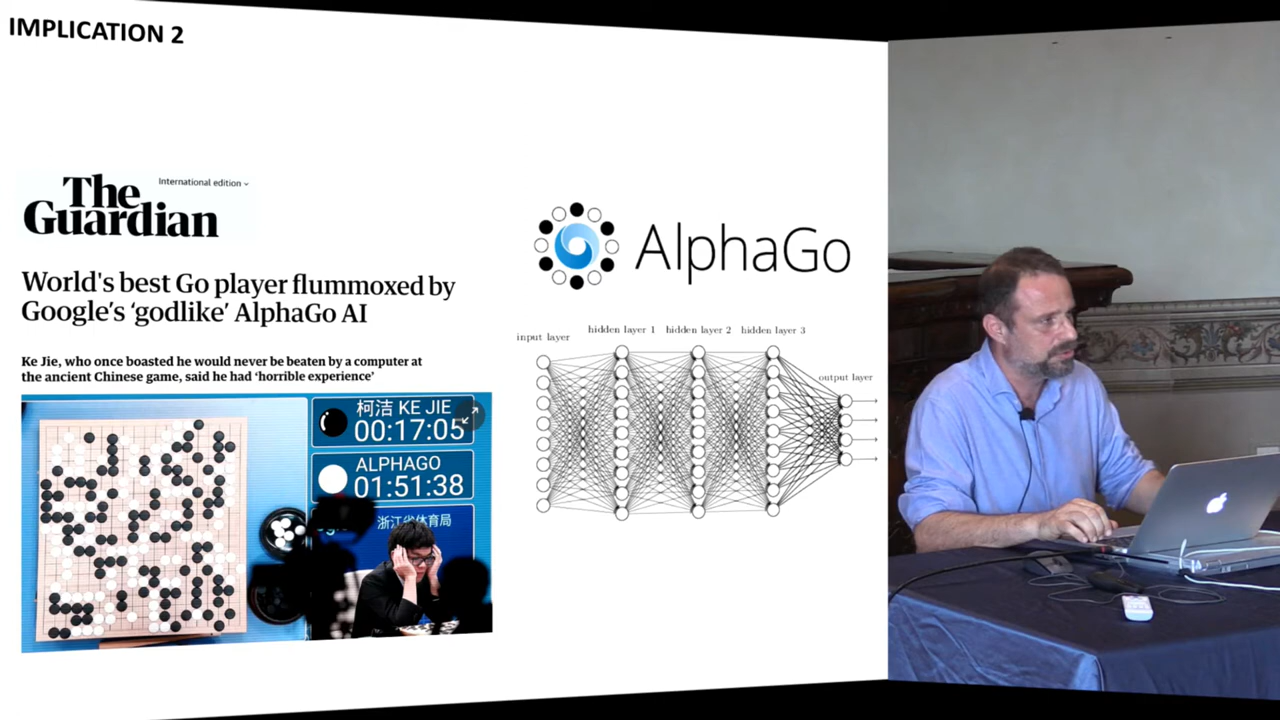 IMPLICATION 2
The
Guardian
International edition
World's best Go player flummoxed by
Google's ‘godlike’ AlphaGo AI
Ke Jie, who once boasted he would never be beaten by a computer at
the ancient Chinese game, said he had ‘horrible experience’
柯洁 KE JIE
00:17:05
ALPHAGO
01:51:38
浙江省体育局
AlphaGo
input layer
hidden layer 1 hidden layer 2 hidden layer 3
output layer